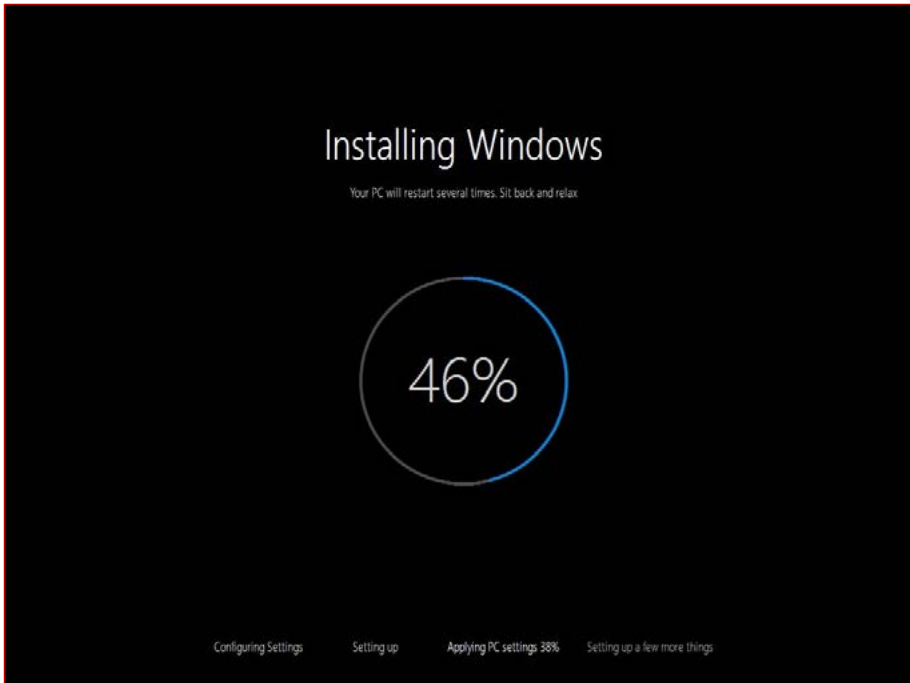 Installing Windows
Your PC will restart several times. Sit back and relax
46%
Configuring Settings Setting up Applying PC settings 38% Setting up a few more things